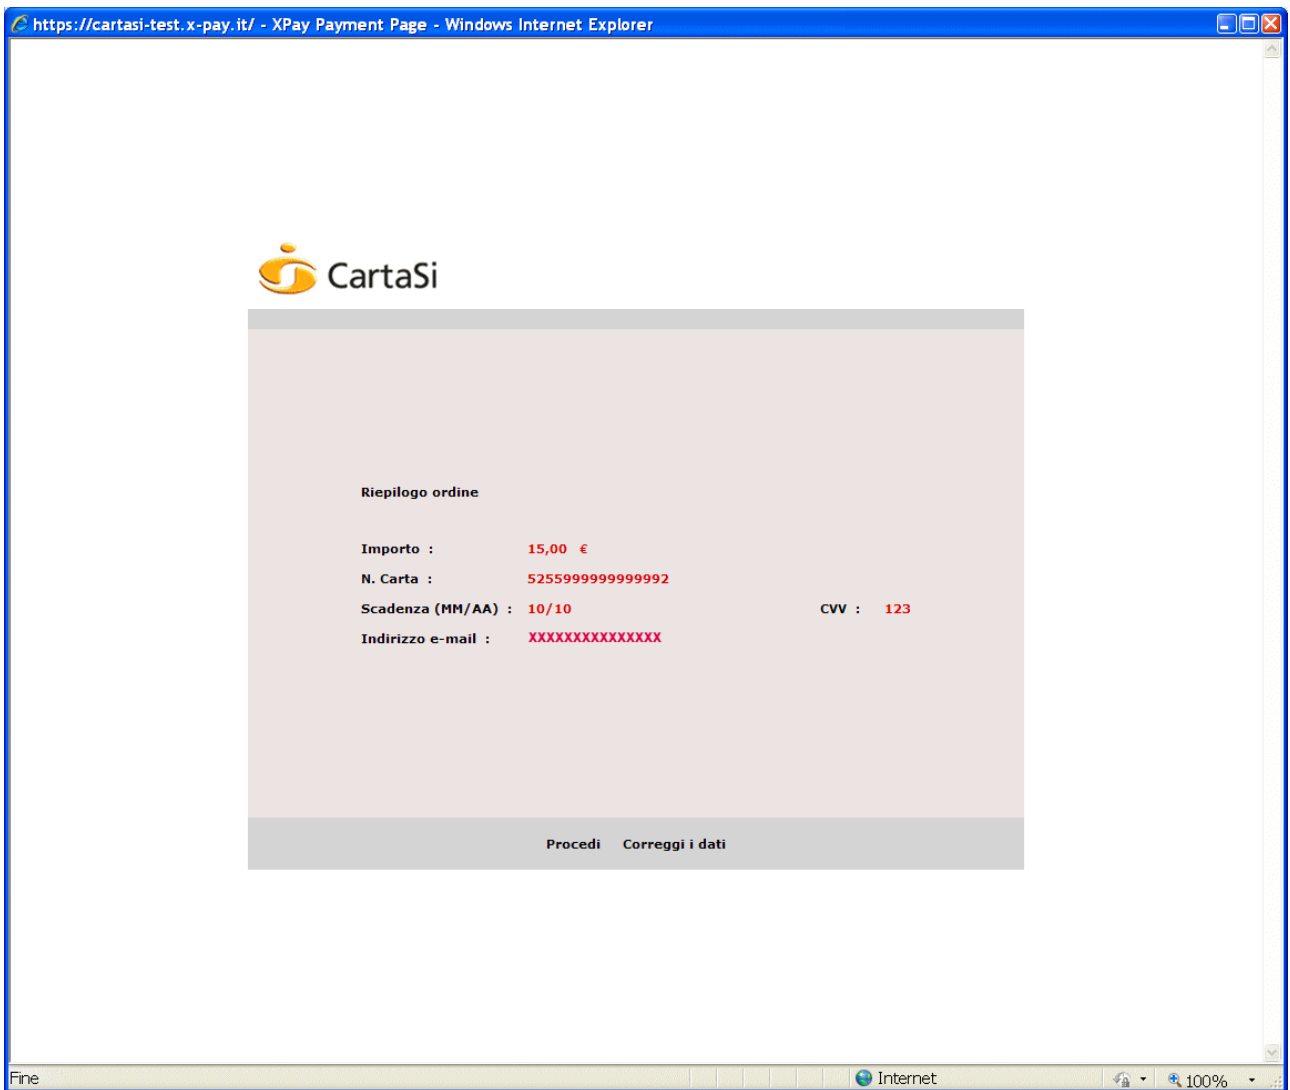 https://cartasi-test.x-pay.it/ - XPay Payment Page - Windows Internet Explorer
CartaSi
Riepilogo ordine
Importo : 15,00 €
N. Carta : 5255999999999992
Scadenza (MM/AA) : 10/10 CVV : 123
Indirizzo e-mail : XXXXXXXXXXXXXXX
Procedi Correggi i dati
Fine Internet 100%